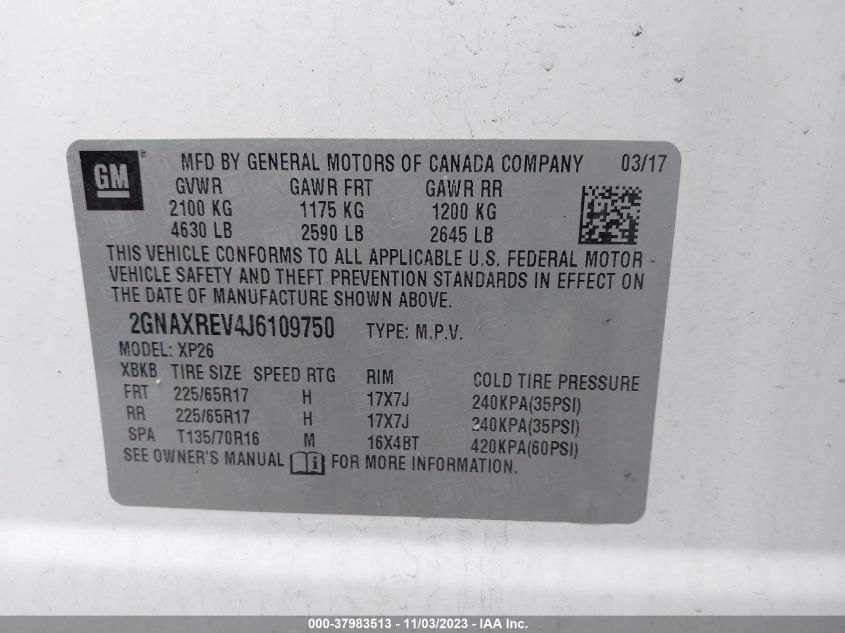 GM ® MFD BY GENERAL MOTORS OF CANADA COMPANY 03/17
GVWR GAWR FRT GAWR RR
2100 KG 1175 KG 1200 KG
4630 LB 2590 LB 2645 LB
THIS VEHICLE CONFORMS TO ALL APPLICABLE U.S. FEDERAL MOTOR
VEHICLE SAFETY AND THEFT PREVENTION STANDARDS IN EFFECT ON
THE DATE OF MANUFACTURE SHOWN ABOVE.
2GNAXREV4J6109750 TYPE: M.P.V.
MODEL: XP26
XBKB TIRE SIZE SPEED RTG RIM COLD TIRE PRESSURE
FRT 225/65R17 H 17X7J 240KPA(35PSI)
RR 225/65R17 H 17X7J 240KPA(35PSI)
SPA T135/70R16 M 16X4BT 420KPA(60PSI)
SEE OWNER'S MANUAL i FOR MORE INFORMATION.
000-37983513 - 11/03/2023 - IAA Inc.